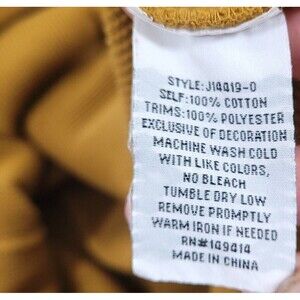 STYLE:J14419-O
SELF:100% COTTON
TRIMS:100% POLYESTER
EXCLUSIVE OF DECORATION
MACHINE WASH COLD
WITH LIKE COLORS,
NO BLEACH
TUMBLE DRY LOW
REMOVE PROMPTLY
WARM IRON IF NEEDED
RN#149414
MADE IN CHINA